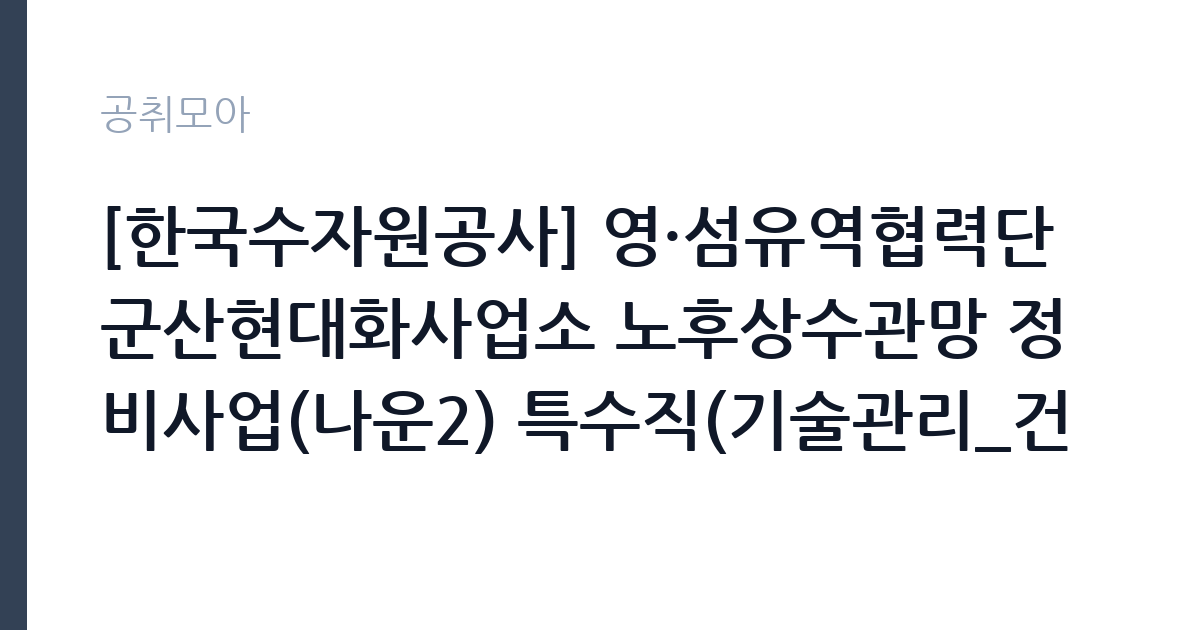 공취모아
[한국수자원공사] 영·섬유역협력단
군산현대화사업소 노후상수관망 정
비사업(나운2) 특수직(기술관리_건